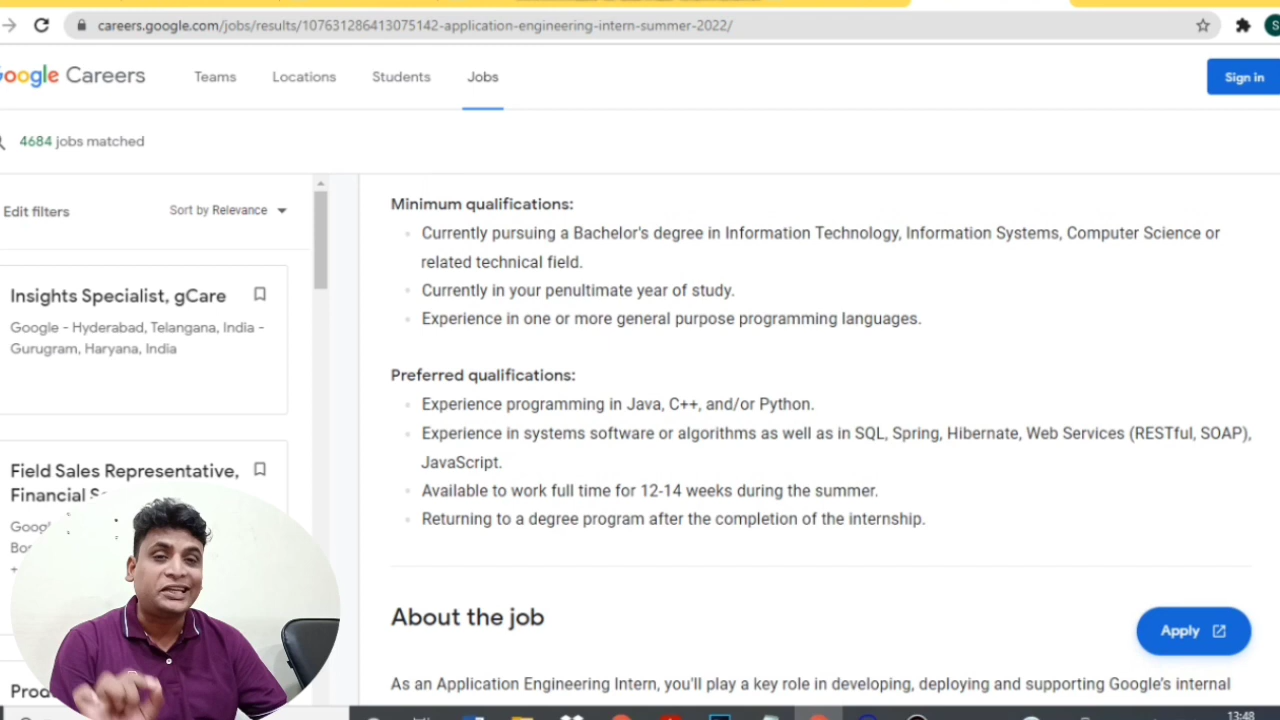 careers.google.com/jobs/results/107631286413075142-application-engineering-intern-summer-2022/
S
Google Careers
Teams
Locations
Students
Jobs
Sign in
4684 jobs matched
Edit filters
Sort by Relevance
Insights Specialist, gCare
Google - Hyderabad, Telangana, India -
Gurugram, Haryana, India
Field Sales Representative,
Financial S
Goog
Minimum qualifications:
Currently pursuing a Bachelor's degree in Information Technology, Information Systems, Computer Science or
related technical field.
Currently in your penultimate year of study.
Experience in one or more general purpose programming languages.
Preferred qualifications:
Experience programming in Java, C++, and/or Python.
Experience in systems software or algorithms as well as in SQL, Spring, Hibernate, Web Services (RESTful, SOAP),
JavaScript.
Available to work full time for 12-14 weeks during the summer.
Returning to a degree program after the completion of the internship.
About the job
Apply
As an Application Engineering Intern, you'll play a key role in developing, deploying and supporting Google's internal
13:48